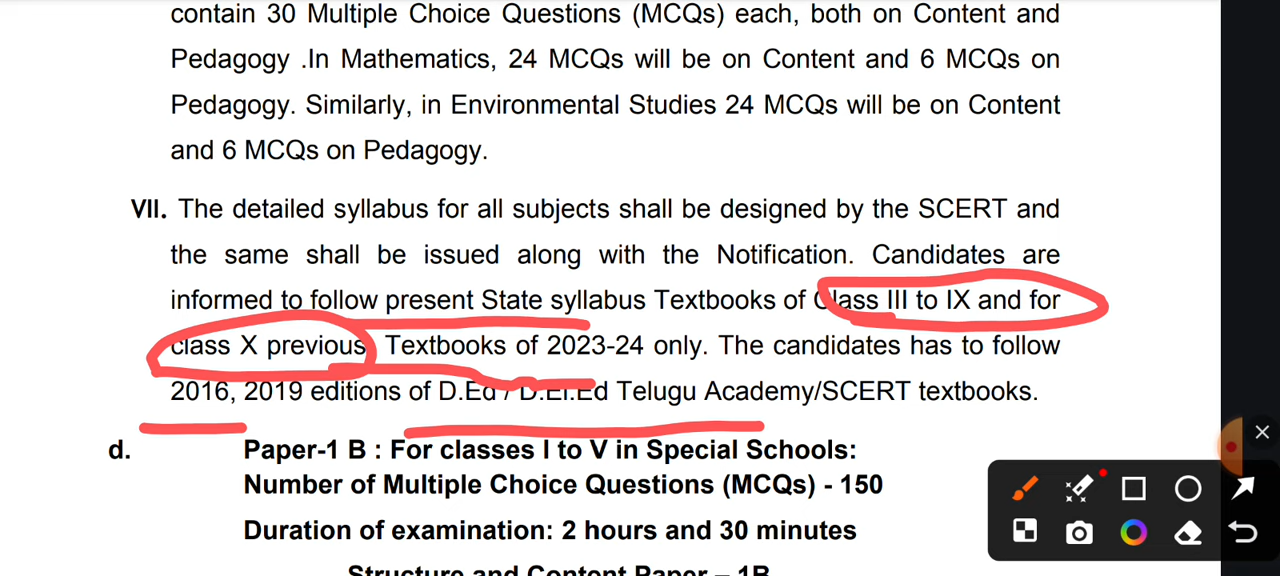 contain 30 Multiple Choice Questions (MCQs) each, both on Content and
Pedagogy .In Mathematics, 24 MCQs will be on Content and 6 MCQs on
Pedagogy. Similarly, in Environmental Studies 24 MCQs will be on Content
and 6 MCQs on Pedagogy.
VII. The detailed syllabus for all subjects shall be designed by the SCERT and
the same shall be issued along with the Notification. Candidates are
informed to follow present State syllabus Textbooks of Class III to IX and for
class X previous Textbooks of 2023-24 only. The candidates has to follow
2016, 2019 editions of D.Ed / D.El.Ed Telugu Academy/SCERT textbooks.
d. Paper-1 B : For classes I to V in Special Schools:
Number of Multiple Choice Questions (MCQs) - 150
Duration of examination: 2 hours and 30 minutes
Structure and Content Paper – 1B